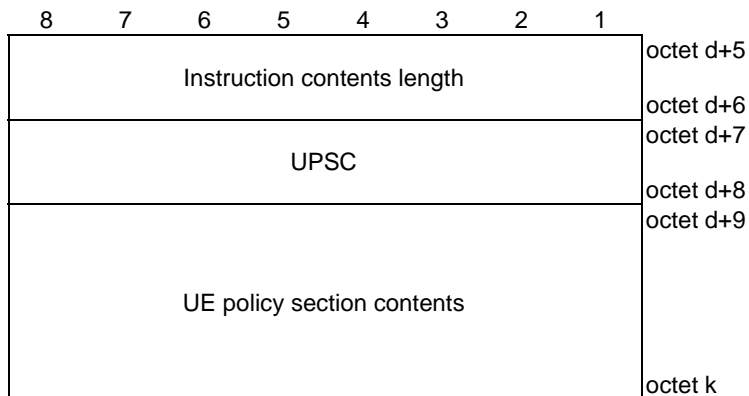 8 7 6 5 4 3 2 1
octet d+5
Instruction contents length
octet d+6
octet d+7
UPSC
octet d+8
octet d+9
UE policy section contents
octet k